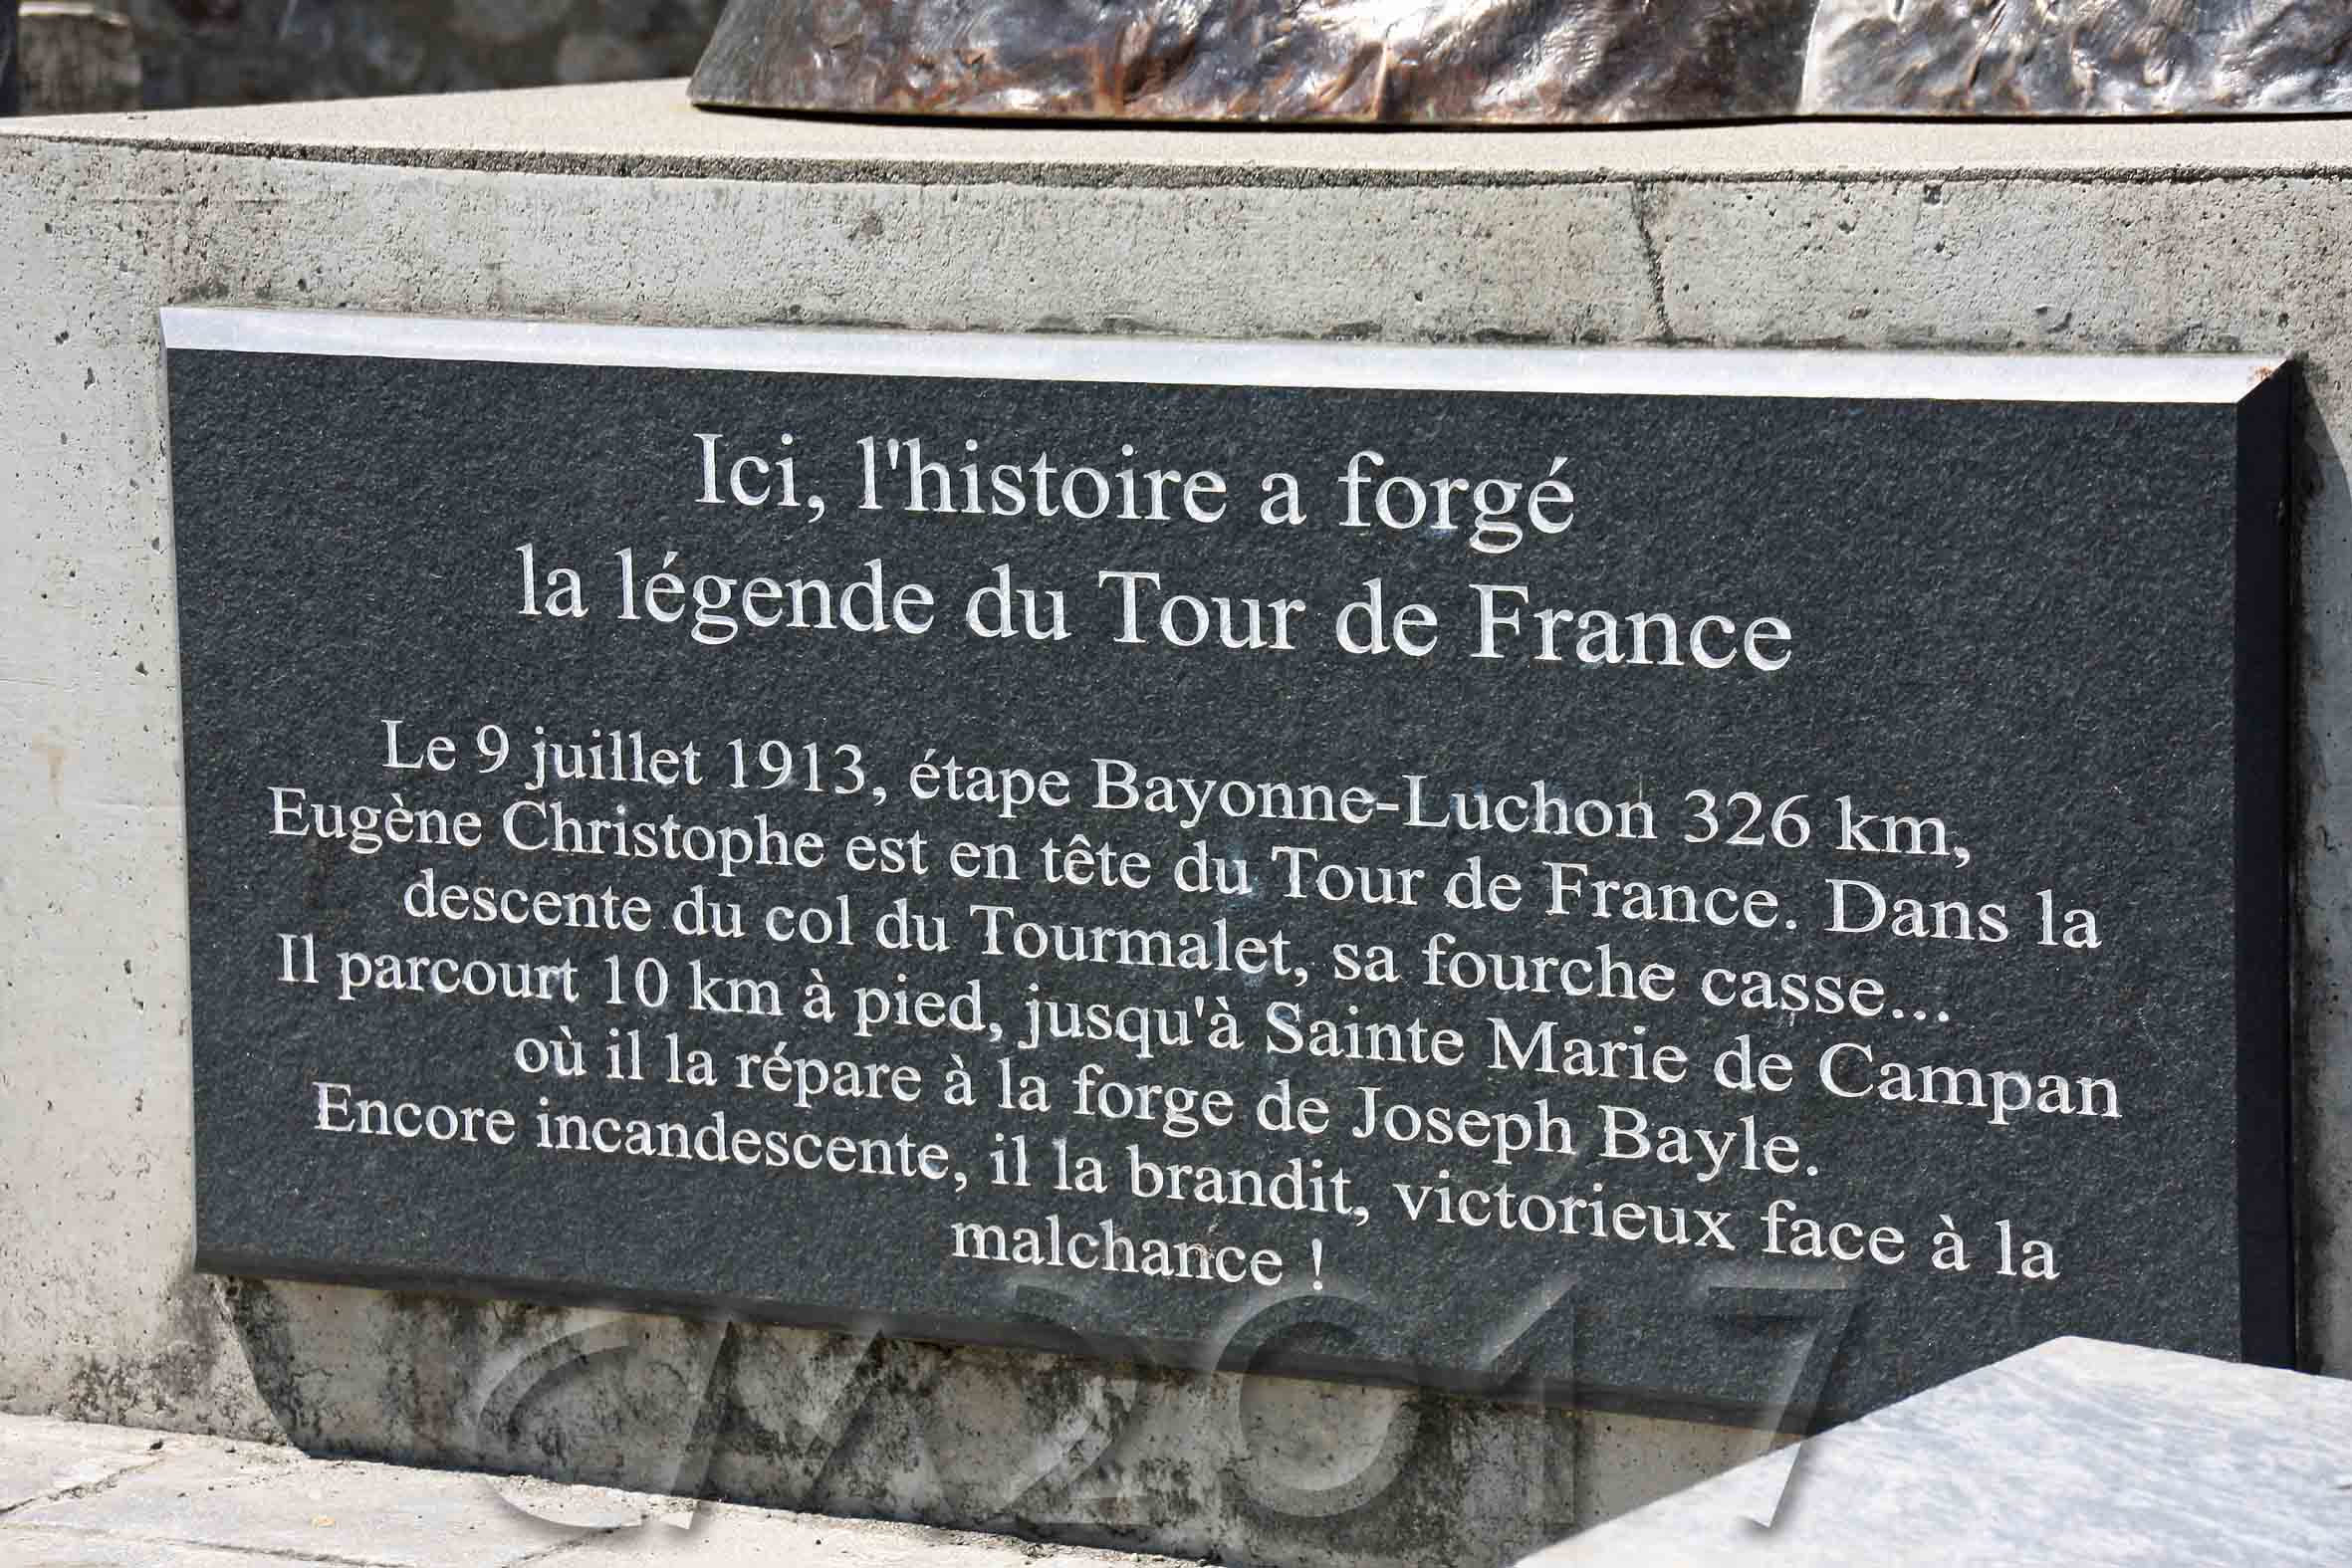 Ici, l'histoire a forgé
la légende du Tour de France
Le 9 juillet 1913, étape Bayonne-Luchon 326 km,
Eugène Christophe est en tête du Tour de France. Dans la
descente du col du Tourmalet, sa fourche casse...
Il parcourt 10 km à pied, jusqu'à Sainte Marie de Campan
où il la répare à la forge de Joseph Bayle.
Encore incandescente, il la brandit, victorieux face à la
malchance !
2017